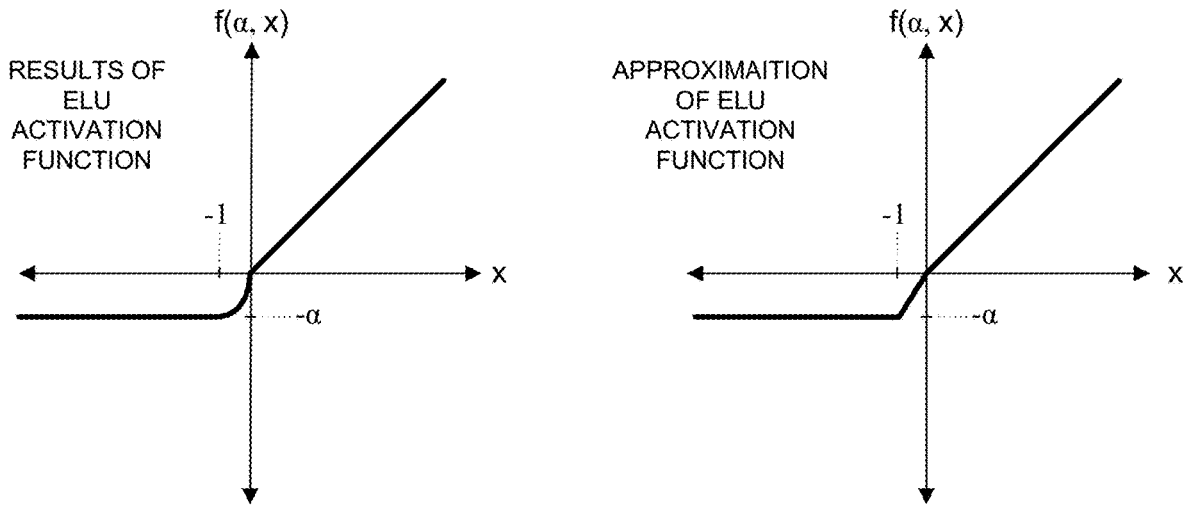 f(α, x)
RESULTS OF
ELU
ACTIVATION
FUNCTION
-1
x
-α
f(α, x)
APPROXIMAITION
OF ELU
ACTIVATION
FUNCTION
-1
x
-α